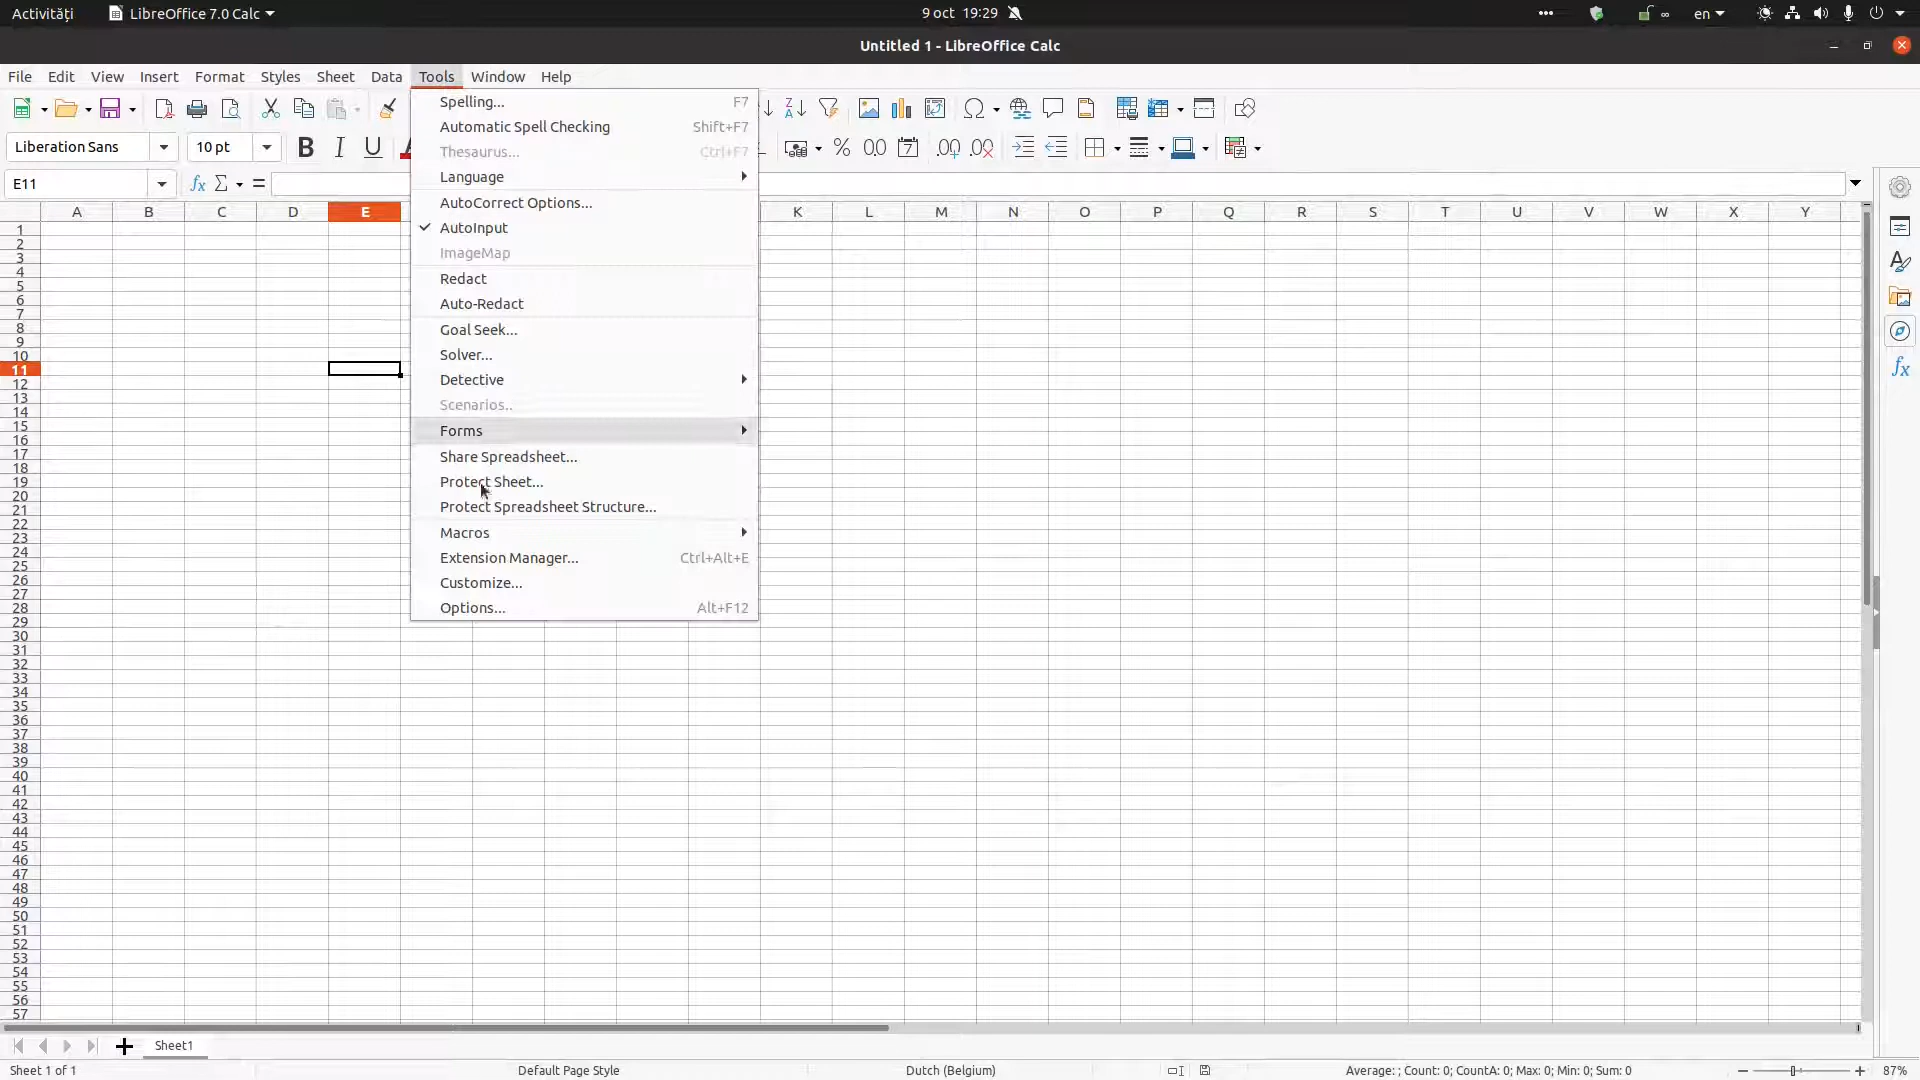 Activități LibreOffice 7.0 Calc 9 oct 19:29 en
Untitled 1 - LibreOffice Calc
File Edit View Insert Format Styles Sheet Data Tools Window Help
Spelling... F7
Automatic Spell Checking Shift+F7
Liberation Sans 10 pt B I U A % 0.0 .00 .00
Thesaurus... Ctrl+F7
Language
E11 fx Σ =
AutoCorrect Options...
A B C D E K L M N O P Q R S T U V W X Y
AutoInput
ImageMap
Redact
Auto-Redact
Goal Seek...
Solver...
Detective
Scenarios..
Forms
Share Spreadsheet...
Protect Sheet...
Protect Spreadsheet Structure...
Macros
Extension Manager... Ctrl+Alt+E
Customize...
Options... Alt+F12
1
2
3
4
5
6
7
8
9
10
11
12
13
14
15
16
17
18
19
20
21
22
23
24
25
26
27
28
29
30
31
32
33
34
35
36
37
38
39
40
41
42
43
44
45
46
47
48
49
50
51
52
53
54
55
56
57
Sheet1
Sheet 1 of 1 Default Page Style Dutch (Belgium) Average: ; Count: 0; CountA: 0; Max: 0; Min: 0; Sum: 0 87%